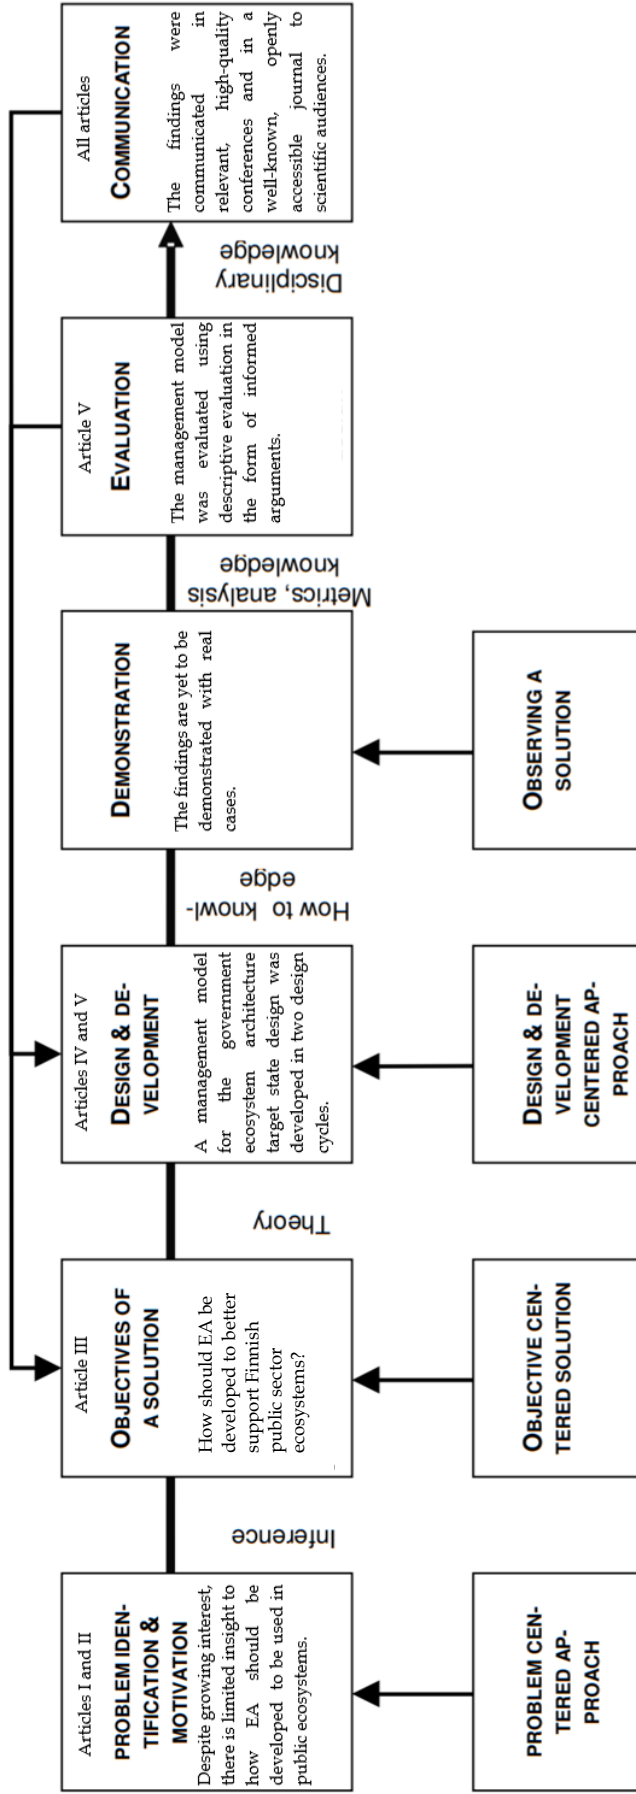 Articles I and II
PROBLEM IDEN-
TIFICATION &
MOTIVATION
Despite growing interest,
there is limited insight to
how EA should be
developed to be used in
public ecosystems.
Inference
Article III
OBJECTIVES OF
A SOLUTION
How should EA be
developed to better
support Finnish
public sector
ecosystems?
Theory
Articles IV and V
DESIGN & DE-
VELOPMENT
A management model
for the government
ecosystem architecture
target state design was
developed in two design
cycles.
How to knowl-
edge
DEMONSTRATION
The findings are yet to be
demonstrated with real
cases.
Metrics, analysis
knowledge
Article V
EVALUATION
The management model
was evaluated using
descriptive evaluation in
the form of informed
arguments.
Disciplinary
knowledge
All articles
COMMUNICATION
The findings were
communicated in
relevant, high-quality
conferences and in a
well-known, openly
accessible journal to
scientific audiences.
PROBLEM CEN-
TERED AP-
PROACH
OBJECTIVE CEN-
TERED SOLUTION
DESIGN & DE-
VELOPMENT
CENTERED AP-
PROACH
OBSERVING A
SOLUTION